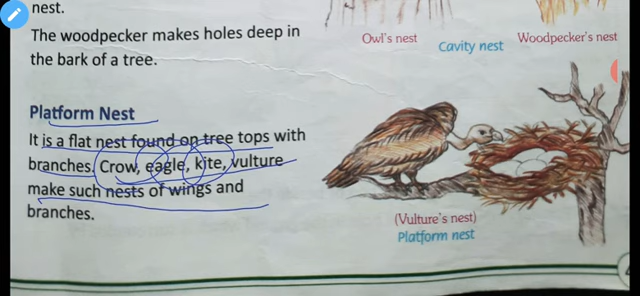 nest.
The woodpecker makes holes deep in
the bark of a tree.
Owl's nest
Cavity nest
Woodpecker's nest
Platform Nest
It is a flat nest found on tree tops with
branches. Crow, eagle, kite, vulture
make such nests of wings and
branches.
(Vulture's nest)
Platform nest